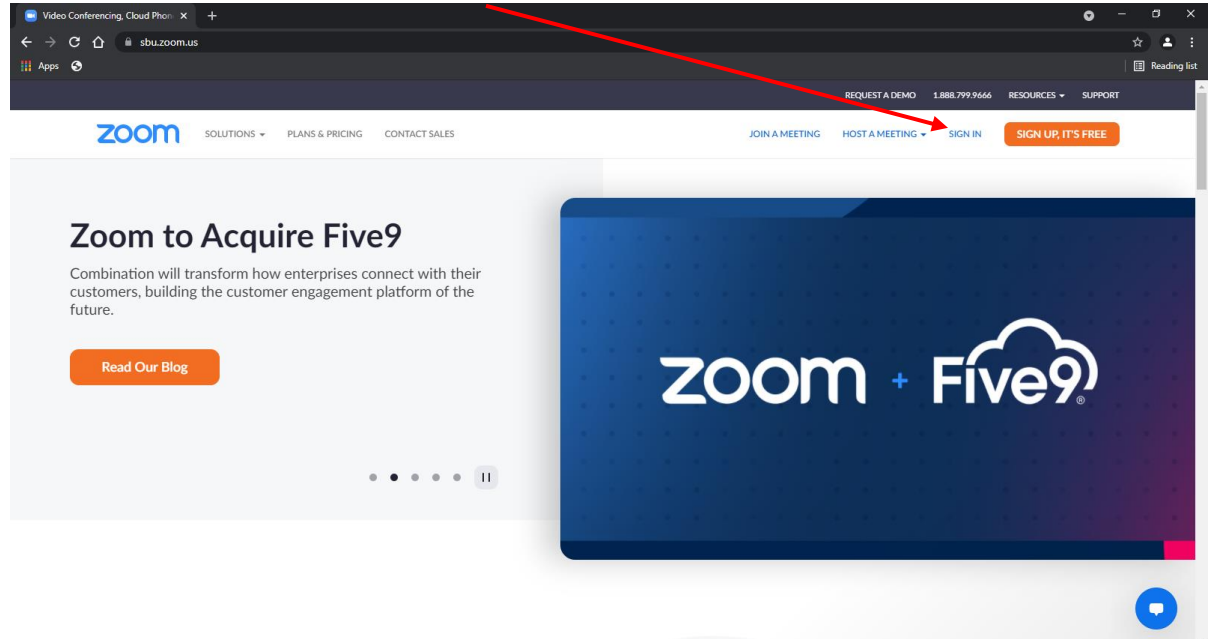 Video Conferencing, Cloud Phon
sbu.zoom.us
Apps
Reading list
REQUEST A DEMO 1.888.799.9666 RESOURCES SUPPORT
zoom SOLUTIONS PLANS & PRICING CONTACT SALES JOIN A MEETING HOST A MEETING SIGN IN SIGN UP, IT'S FREE
Zoom to Acquire Five9
Combination will transform how enterprises connect with their
customers, building the customer engagement platform of the
future.
Read Our Blog
zoom + Five9®